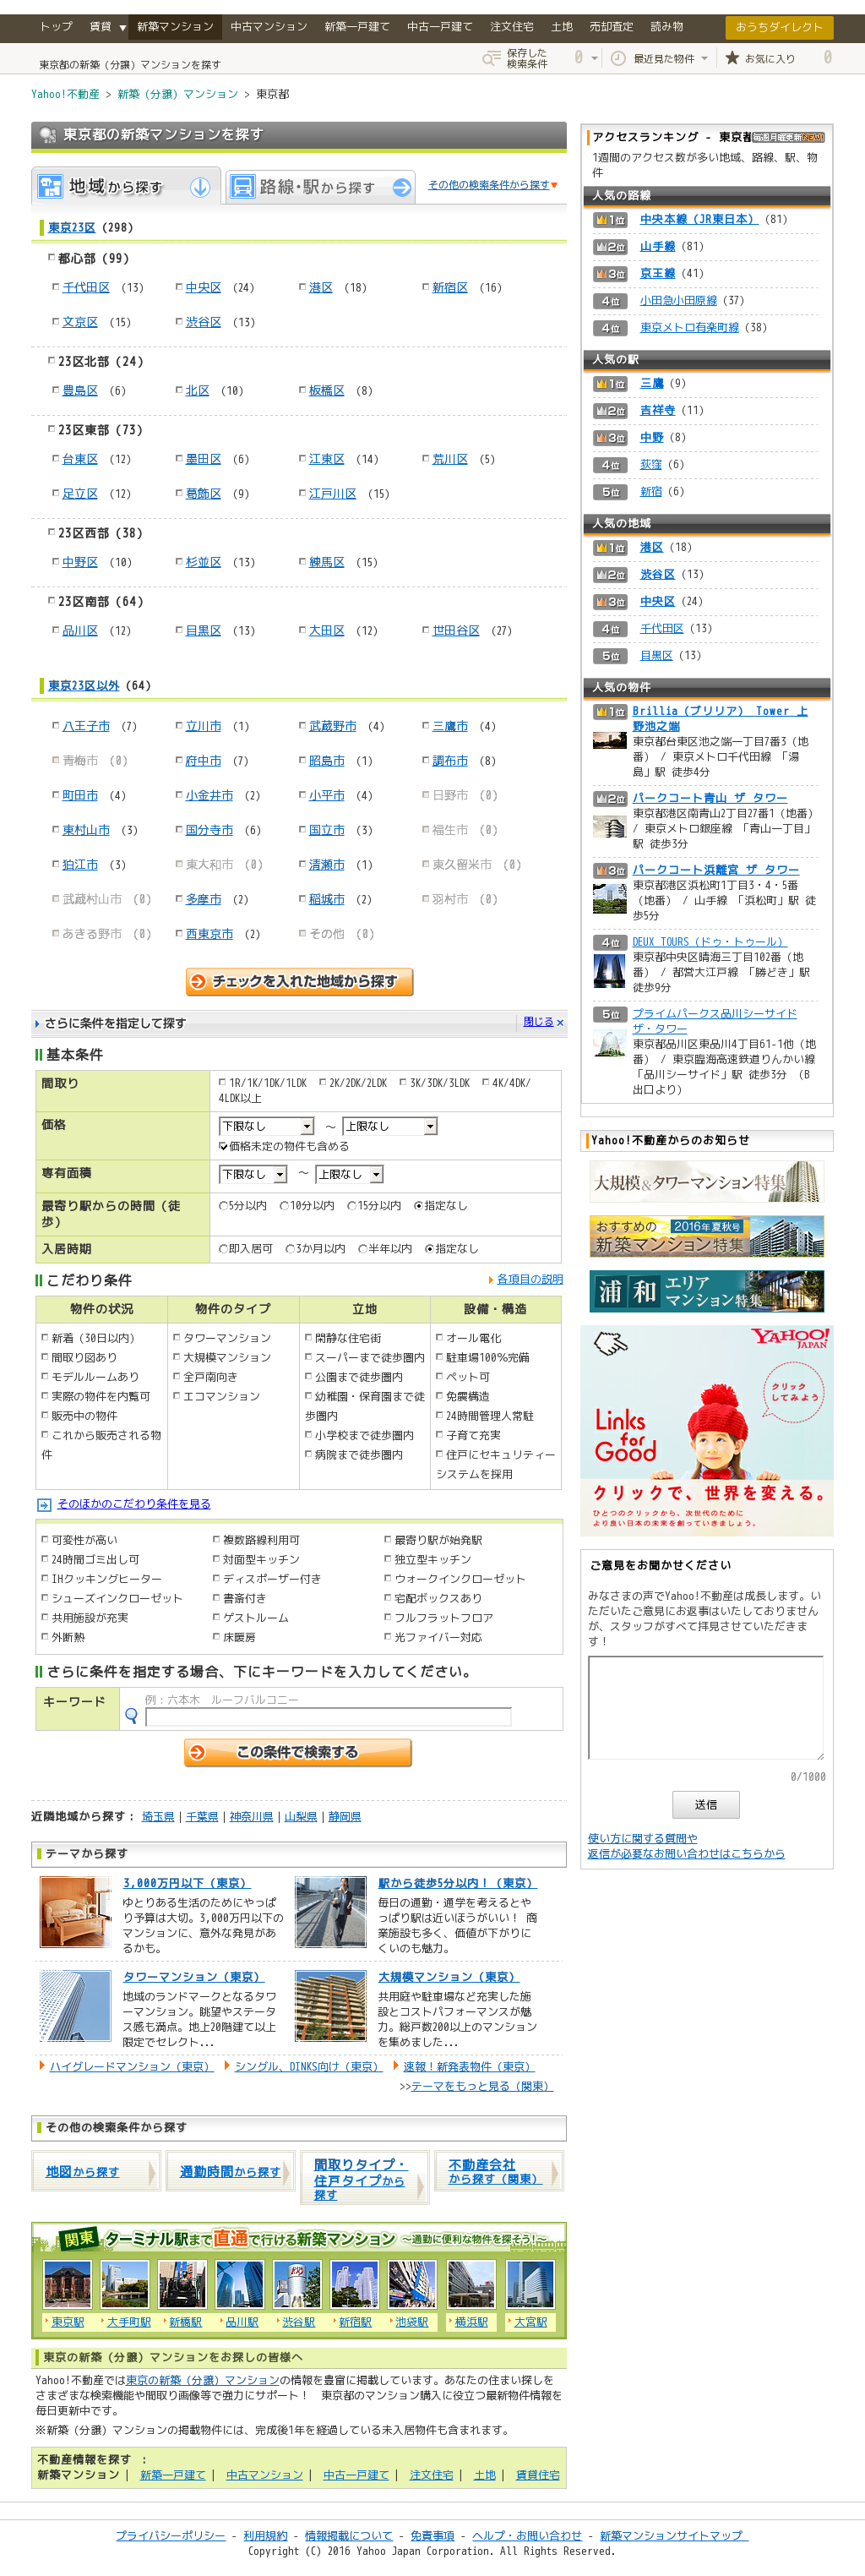 トップ 賃貸 ▼ 新築マンション 中古マンション 新築一戸建て 中古一戸建て 注文住宅 土地 売却査定 読み物 おうちダイレクト
東京都の新築（分譲）マンションを探す 保存した検索条件 0 最近見た物件 お気に入り 0
Yahoo!不動産 > 新築（分譲）マンション > 東京都
東京都の新築マンションを探す
地域から探す 路線・駅から探す その他の検索条件から探す
東京23区（298）
都心部（99）
千代田区 （13） 中央区 （24） 港区 （18） 新宿区 （16）
文京区 （15） 渋谷区 （13）
23区北部（24）
豊島区 （6） 北区 （10） 板橋区 （8）
23区東部（73）
台東区 （12） 墨田区 （6） 江東区 （14） 荒川区 （5）
足立区 （12） 葛飾区 （9） 江戸川区 （15）
23区西部（38）
中野区 （10） 杉並区 （13） 練馬区 （15）
23区南部（64）
品川区 （12） 目黒区 （13） 大田区 （12） 世田谷区 （27）
東京23区以外（64）
八王子市 （7） 立川市 （1） 武蔵野市 （4） 三鷹市 （4）
青梅市 （0） 府中市 （7） 昭島市 （1） 調布市 （8）
町田市 （4） 小金井市 （2） 小平市 （4） 日野市 （0）
東村山市 （3） 国分寺市 （6） 国立市 （3） 福生市 （0）
狛江市 （3） 東大和市 （0） 清瀬市 （1） 東久留米市 （0）
武蔵村山市 （0） 多摩市 （2） 稲城市 （2） 羽村市 （0）
あきる野市 （0） 西東京市 （2） その他 （0）
チェックを入れた地域から探す
さらに条件を指定して探す 閉じる
基本条件
間取り 1R/1K/1DK/1LDK 2K/2DK/2LDK 3K/3DK/3LDK 4K/4DK/
4LDK以上
価格 下限なし ～ 上限なし
価格未定の物件も含める
専有面積 下限なし ～ 上限なし
最寄り駅からの時間（徒歩） 5分以内 10分以内 15分以内 指定なし
入居時期 即入居可 3か月以内 半年以内 指定なし
こだわり条件 各項目の説明
物件の状況 物件のタイプ 立地 設備・構造
新着（30日以内）
間取り図あり
モデルルームあり
実際の物件を内覧可
販売中の物件
これから販売される物
件
タワーマンション
大規模マンション
全戸南向き
エコマンション
閑静な住宅街
スーパーまで徒歩圏内
公園まで徒歩圏内
幼稚園・保育園まで徒
歩圏内
小学校まで徒歩圏内
病院まで徒歩圏内
オール電化
駐車場100%完備
ペット可
免震構造
24時間管理人常駐
子育て充実
住戸にセキュリティー
システムを採用
そのほかのこだわり条件を見る
可変性が高い 複数路線利用可 最寄り駅が始発駅
24時間ゴミ出し可 対面型キッチン 独立型キッチン
IHクッキングヒーター ディスポーザー付き ウォークインクローゼット
シューズインクローゼット 書斎付き 宅配ボックスあり
共用施設が充実 ゲストルーム フルフラットフロア
外断熱 床暖房 光ファイバー対応
さらに条件を指定する場合、下にキーワードを入力してください。
キーワード 例：六本木　ルーフバルコニー
この条件で検索する
近隣地域から探す： 埼玉県 | 千葉県 | 神奈川県 | 山梨県 | 静岡県
テーマから探す
3,000万円以下（東京）
ゆとりある生活のためにやっぱ
り予算は大切。3,000万円以下の
マンションに、意外な発見があ
るかも。
駅から徒歩5分以内！（東京）
毎日の通勤・通学を考えるとや
っぱり駅は近いほうがいい！ 商
業施設も多く、価値が下がりに
くいのも魅力。
タワーマンション（東京）
地域のランドマークとなるタワ
ーマンション。眺望やステータ
ス感も満点。地上20階建て以上
限定でセレクト...
大規模マンション（東京）
共用庭や駐車場など充実した施
設とコストパフォーマンスが魅
力。総戸数200以上のマンション
を集めました...
ハイグレードマンション（東京） シングル、DINKS向け（東京） 速報！新発表物件（東京）
>>テーマをもっと見る（関東）
その他の検索条件から探す
地図から探す
通勤時間から探す
間取りタイプ・
住戸タイプから
探す
不動産会社
から探す（関東）
関東 ターミナル駅まで直通で行ける新築マンション ～通勤に便利な物件を探そう!～
東京駅 大手町駅 新橋駅 品川駅 渋谷駅 新宿駅 池袋駅 横浜駅 大宮駅
東京の新築（分譲）マンションをお探しの皆様へ
Yahoo!不動産では東京の新築（分譲）マンションの情報を豊富に掲載しています。あなたの住まい探しを
さまざまな検索機能や間取り画像等で強力にサポート！　東京都のマンション購入に役立つ最新物件情報を
毎日更新中です。
※新築（分譲）マンションの掲載物件には、完成後1年を経過している未入居物件も含まれます。
不動産情報を探す　：
新築マンション | 新築一戸建て | 中古マンション | 中古一戸建て | 注文住宅 | 土地 | 賃貸住宅
アクセスランキング - 東京都 毎週月曜更新NEW!
1週間のアクセス数が多い地域、路線、駅、物
件
人気の路線
1位 中央本線（JR東日本）（81）
2位 山手線（81）
3位 京王線（41）
4位 小田急小田原線（37）
4位 東京メトロ有楽町線（38）
人気の駅
1位 三鷹（9）
2位 吉祥寺（11）
3位 中野（8）
4位 荻窪（6）
5位 新宿（6）
人気の地域
1位 港区（18）
2位 渋谷区（13）
3位 中央区（24）
4位 千代田区（13）
5位 目黒区（13）
人気の物件
1位 Brillia（ブリリア） Tower 上
野池之端
東京都台東区池之端一丁目7番3（地
番） / 東京メトロ千代田線 「湯
島」駅 徒歩4分
2位 パークコート青山 ザ タワー
東京都港区南青山2丁目27番1（地番）
/ 東京メトロ銀座線 「青山一丁目」
駅 徒歩3分
3位 パークコート浜離宮 ザ タワー
東京都港区浜松町1丁目3・4・5番
（地番） / 山手線 「浜松町」駅 徒
歩5分
4位 DEUX TOURS（ドゥ・トゥール）
東京都中央区晴海三丁目102番（地
番） / 都営大江戸線 「勝どき」駅
徒歩9分
5位 プライムパークス品川シーサイド
ザ・タワー
東京都品川区東品川4丁目61-1他（地
番） / 東京臨海高速鉄道りんかい線
「品川シーサイド」駅 徒歩3分 （B
出口より）
Yahoo!不動産からのお知らせ
大規模&タワーマンション特集
おすすめの 2016年夏秋号
新築マンション特集
浦和エリア
マンション特集
YAHOO! JAPAN
クリック
してみよう!
Links for Good
クリックで、世界を変える。
ひとつのクリックから、次世代のために
より良い日本の未来を創っていきましょう。
ご意見をお聞かせください
みなさまの声でYahoo!不動産は成長します。い
ただいたご意見にお返事はいたしておりません
が、スタッフがすべて拝見させていただきま
す！
0/1000
送信
使い方に関する質問や
返信が必要なお問い合わせはこちらから
プライバシーポリシー - 利用規約 - 情報掲載について - 免責事項 - ヘルプ・お問い合わせ - 新築マンションサイトマップ
Copyright (C) 2016 Yahoo Japan Corporation. All Rights Reserved.